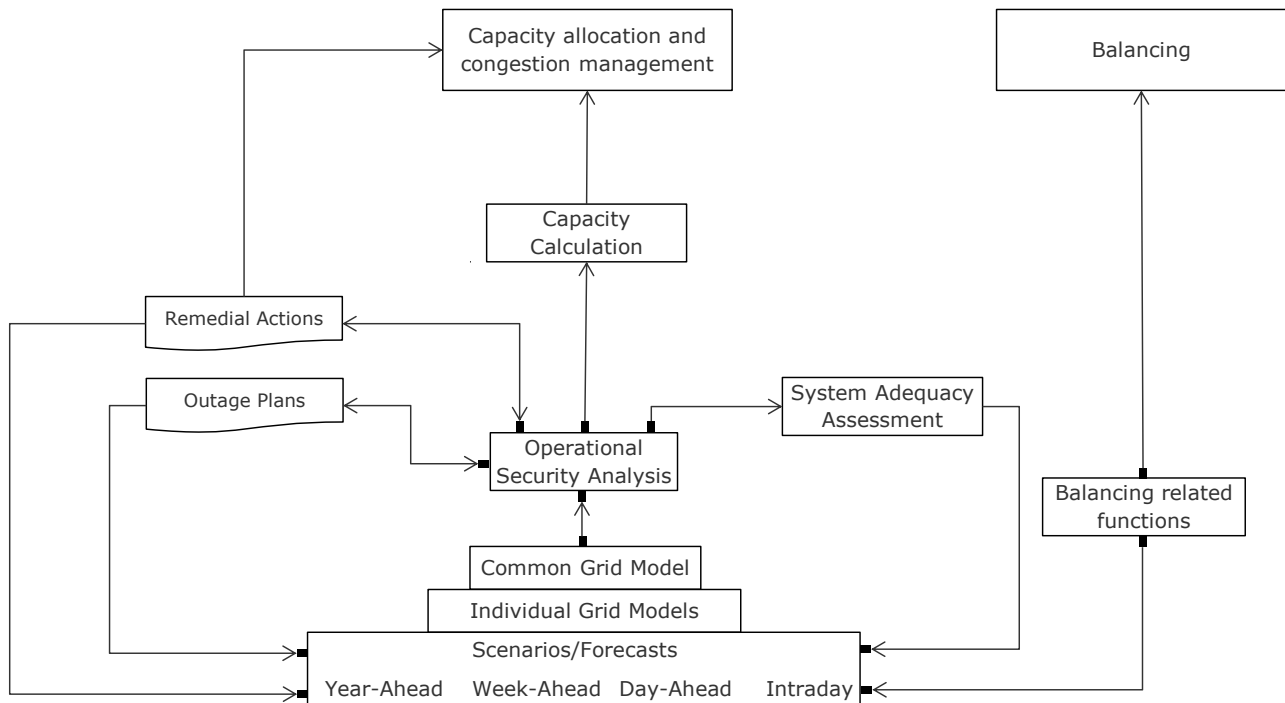 Capacity allocation and
congestion management
Balancing
Capacity
Calculation
Remedial Actions
Outage Plans
System Adequacy
Assessment
Operational
Security Analysis
Balancing related
functions
Common Grid Model
Individual Grid Models
Scenarios/Forecasts
Year-Ahead Week-Ahead Day-Ahead Intraday